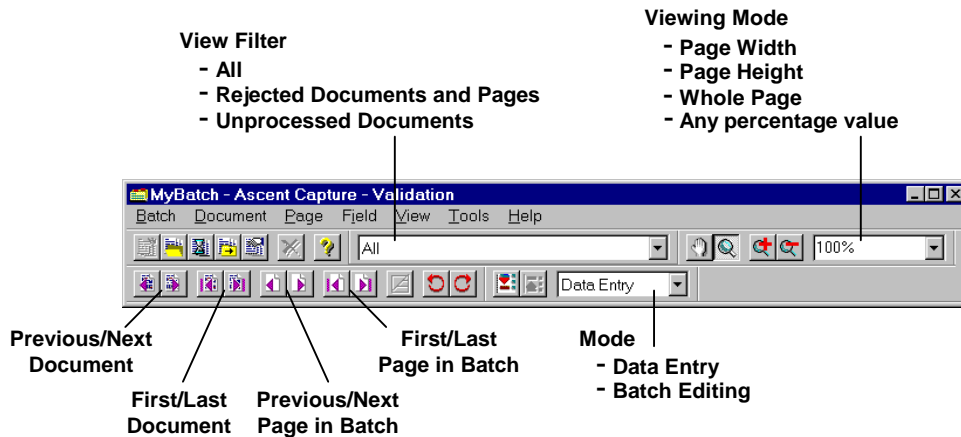 View Filter
- All
- Rejected Documents and Pages
- Unprocessed Documents
Viewing Mode
- Page Width
- Page Height
- Whole Page
- Any percentage value
MyBatch - Ascent Capture - Validation
Batch Document Page Field View Tools Help
All
100%
Data Entry
Previous/Next
Document
First/Last
Document
Previous/Next
Page in Batch
First/Last
Page in Batch
Mode
- Data Entry
- Batch Editing